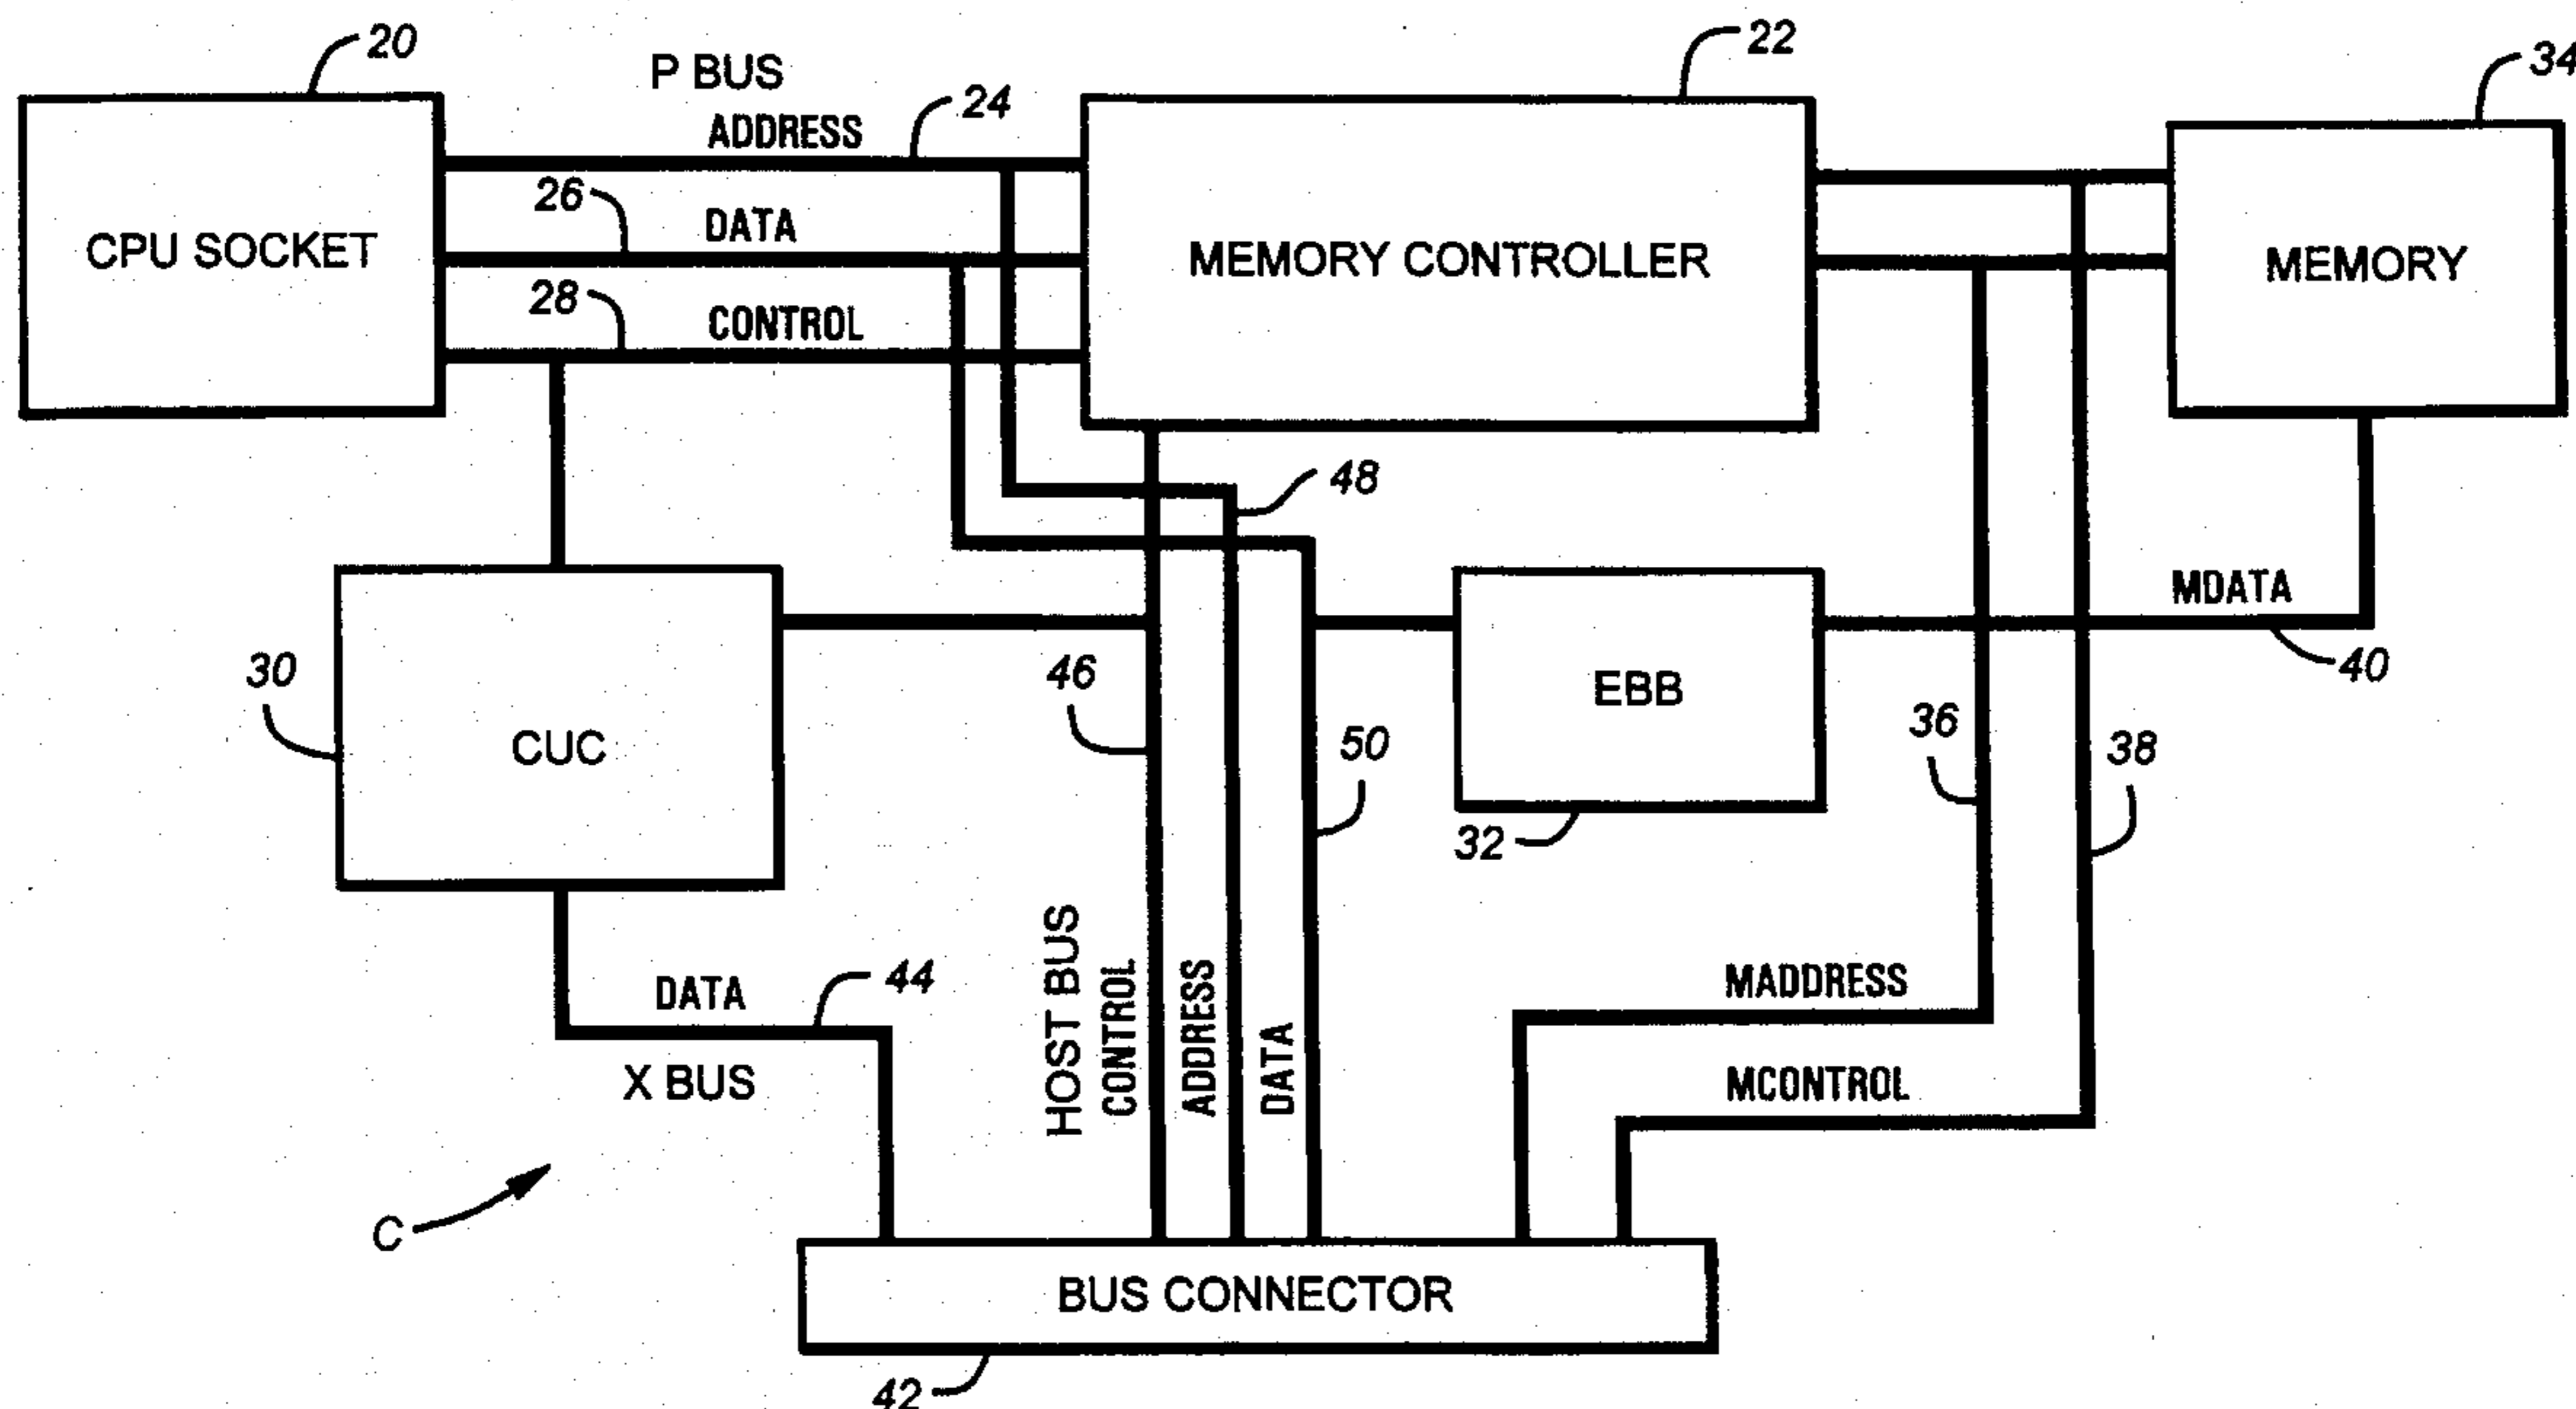 20
P BUS
24
22
34
ADDRESS
26
DATA
CPU SOCKET
MEMORY CONTROLLER
MEMORY
28
CONTROL
48
MDATA
30
46
EBB
40
CUC
36
50
38
32
HOST BUS
CONTROL
ADDRESS
DATA
DATA
44
MADDRESS
X BUS
MCONTROL
C
BUS CONNECTOR
42